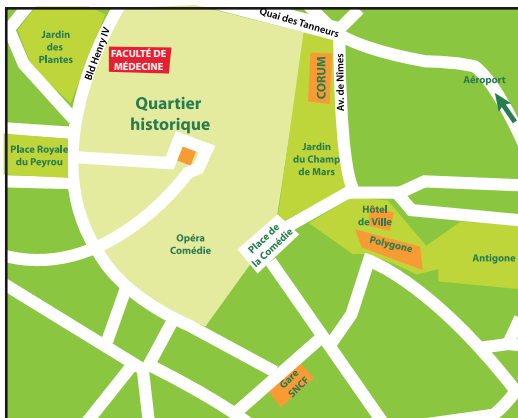 Jardin
des
Plantes
Bld Henry IV
FACULTÉ DE
MÉDECINE
Quai des Tanneurs
CORUM
Av. de Nîmes
Aéroport
Quartier
historique
Place Royale
du Peyrou
Jardin
du Champ
de Mars
Hôtel
de Ville
Polygone
Antigone
Opéra
Comédie
Place de
la Comédie
Gare
SNCF